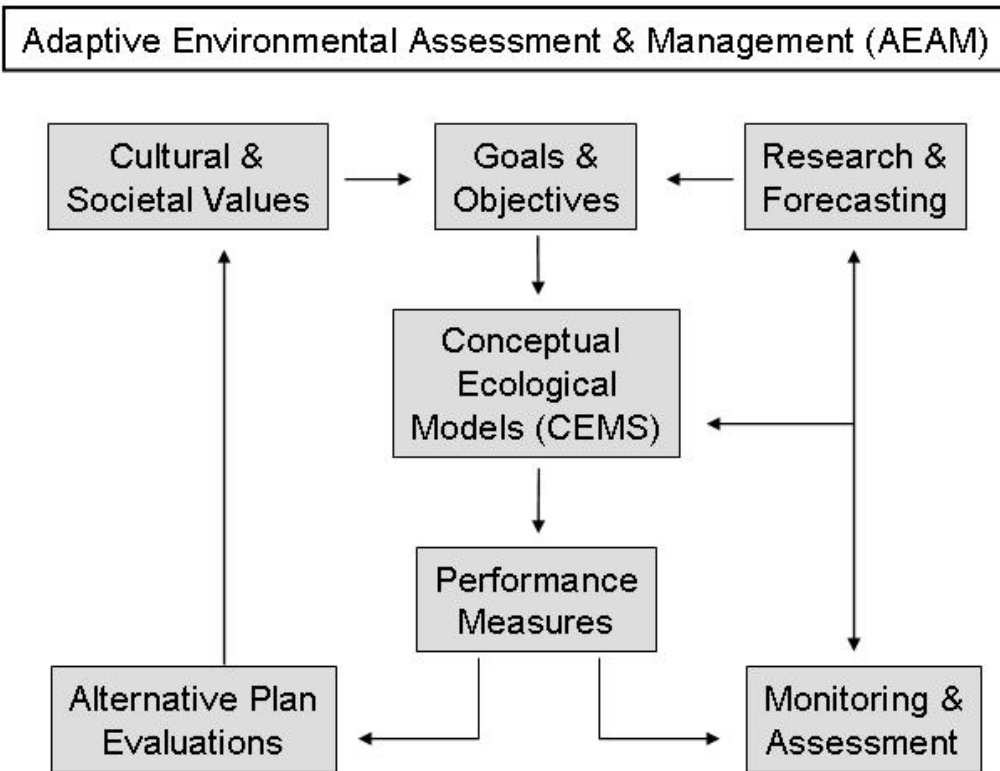 Adaptive Environmental Assessment & Management (AEAM)
Cultural &
Societal Values
Goals &
Objectives
Research &
Forecasting
Conceptual
Ecological
Models (CEMS)
Performance
Measures
Alternative Plan
Evaluations
Monitoring &
Assessment